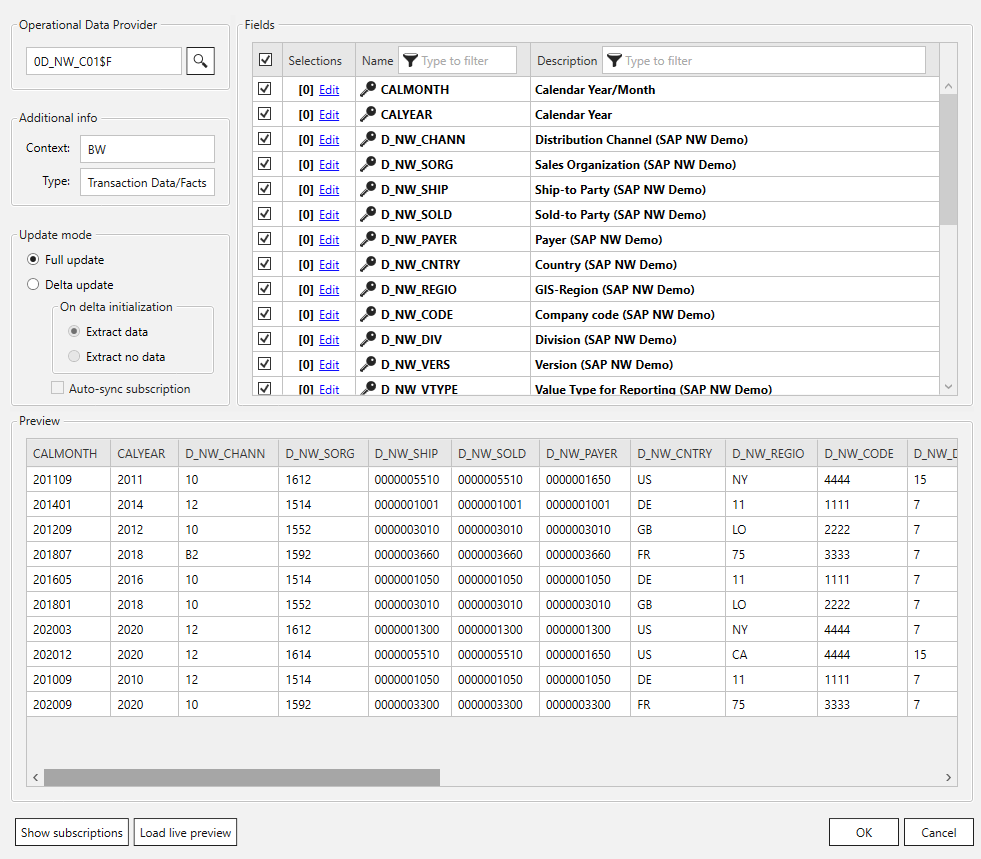 Operational Data Provider
0D_NW_C01$F
Additional info
Context: BW
Type: Transaction Data/Facts
Update mode
Full update
Delta update
On delta initialization
Extract data
Extract no data
Auto-sync subscription
Fields
Selections Name Type to filter Description Type to filter
[0] Edit CALMONTH Calendar Year/Month
[0] Edit CALYEAR Calendar Year
[0] Edit D_NW_CHANN Distribution Channel (SAP NW Demo)
[0] Edit D_NW_SORG Sales Organization (SAP NW Demo)
[0] Edit D_NW_SHIP Ship-to Party (SAP NW Demo)
[0] Edit D_NW_SOLD Sold-to Party (SAP NW Demo)
[0] Edit D_NW_PAYER Payer (SAP NW Demo)
[0] Edit D_NW_CNTRY Country (SAP NW Demo)
[0] Edit D_NW_REGIO GIS-Region (SAP NW Demo)
[0] Edit D_NW_CODE Company code (SAP NW Demo)
[0] Edit D_NW_DIV Division (SAP NW Demo)
[0] Edit D_NW_VERS Version (SAP NW Demo)
[0] Edit D_NW_VTYPE Value Type for Reporting (SAP NW Demo)
Preview
CALMONTH CALYEAR D_NW_CHANN D_NW_SORG D_NW_SHIP D_NW_SOLD D_NW_PAYER D_NW_CNTRY D_NW_REGIO D_NW_CODE D_NW_D
201109 2011 10 1612 0000005510 0000005510 0000001650 US NY 4444 15
201401 2014 12 1514 0000001001 0000001001 0000001001 DE 11 1111 7
201209 2012 10 1552 0000003010 0000003010 0000003010 GB LO 2222 7
201807 2018 B2 1592 0000003660 0000003660 0000003660 FR 75 3333 7
201605 2016 10 1514 0000001050 0000001050 0000001050 DE 11 1111 7
201801 2018 10 1552 0000003010 0000003010 0000003010 GB LO 2222 7
202003 2020 12 1612 0000001300 0000001300 0000001300 US NY 4444 7
202012 2020 12 1614 0000005510 0000005510 0000001650 US CA 4444 15
201009 2010 12 1514 0000001050 0000001050 0000001050 DE 11 1111 7
202009 2020 10 1592 0000003300 0000003300 0000003300 FR 75 3333 7
Show subscriptions Load live preview OK Cancel